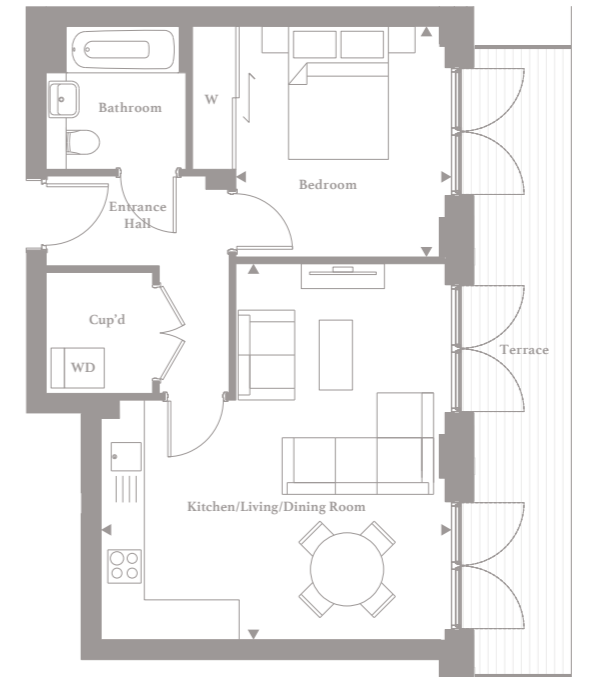 Bathroom
W
Bedroom
Entrance
Hall
Cup'd
WD
Terrace
Kitchen/Living/Dining Room